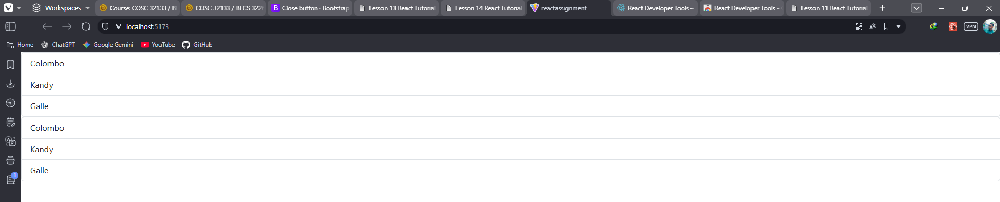 Workspaces
Course: COSC 32133 / BE
COSC 32133 / BECS 322
Close button · Bootstrap
Lesson 13 React Tutorial
Lesson 14 React Tutorial
reactassignment
React Developer Tools –
React Developer Tools -
Lesson 11 React Tutorial
localhost:5173
VPN
Home
ChatGPT
Google Gemini
YouTube
GitHub
Colombo
Kandy
Galle
Colombo
Kandy
Galle
1